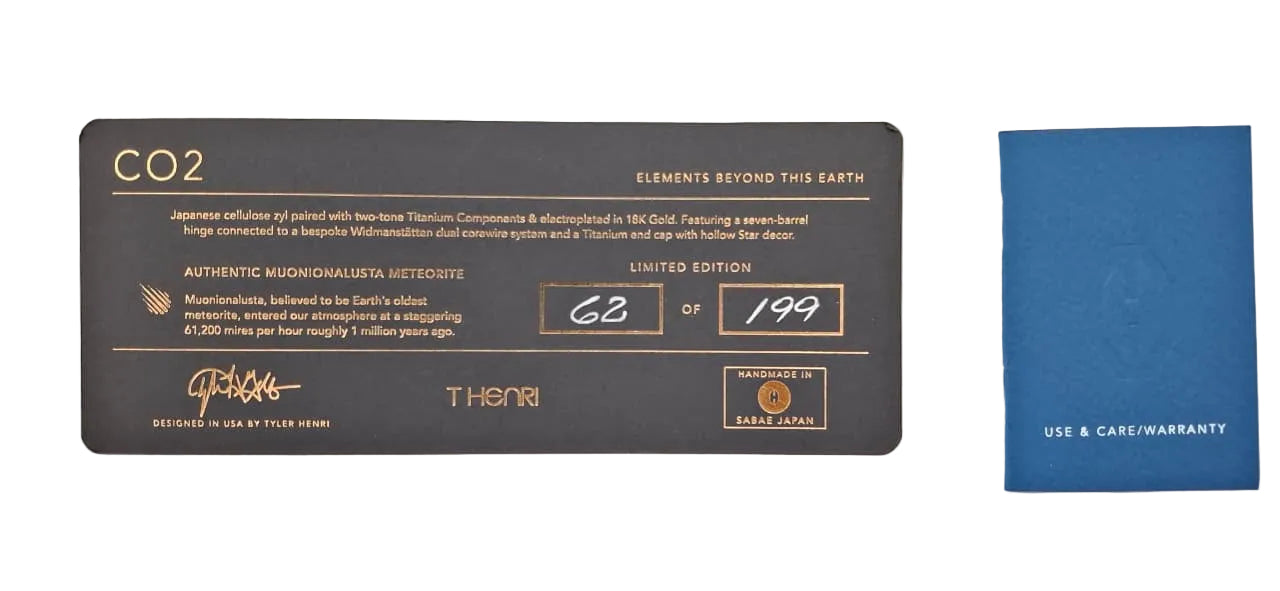 CO2
ELEMENTS BEYOND THIS EARTH
Japanese cellulose zyl paired with two-tone Titanium Components & electroplated in 18K Gold. Featuring a seven-barrel
hinge connected to a bespoke Widmanstätten dual corewire system and a Titanium end cap with hollow Star decor.
AUTHENTIC MUONIONALUSTA METEORITE
Muonionalusta, believed to be Earth's oldest
meteorite, entered our atmosphere at a staggering
61,200 mires per hour roughly 1 million years ago.
LIMITED EDITION
62 OF 199
DESIGNED IN USA BY TYLER HENRI
T HENRI
HANDMADE IN
H
SABAE JAPAN
USE & CARE/WARRANTY